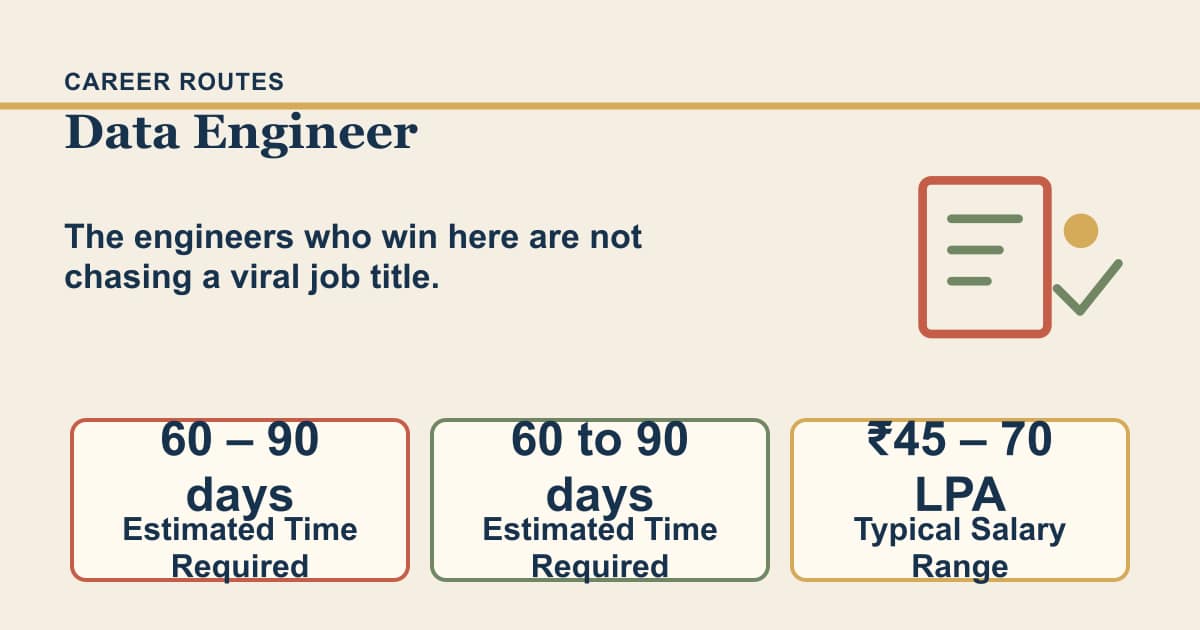 CAREER ROUTES
Data Engineer
The engineers who win here are not
chasing a viral job title.
60 – 90
days
Estimated Time
Required
60 to 90
days
Estimated Time
Required
₹45 – 70
LPA
Typical Salary
Range